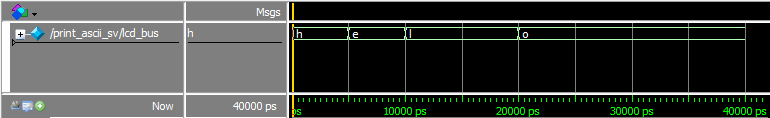 Msgs
/print_ascii_sv/lcd_bus h h e l o
Now 40000 ps ps 10000 ps 20000 ps 30000 ps 40000 ps